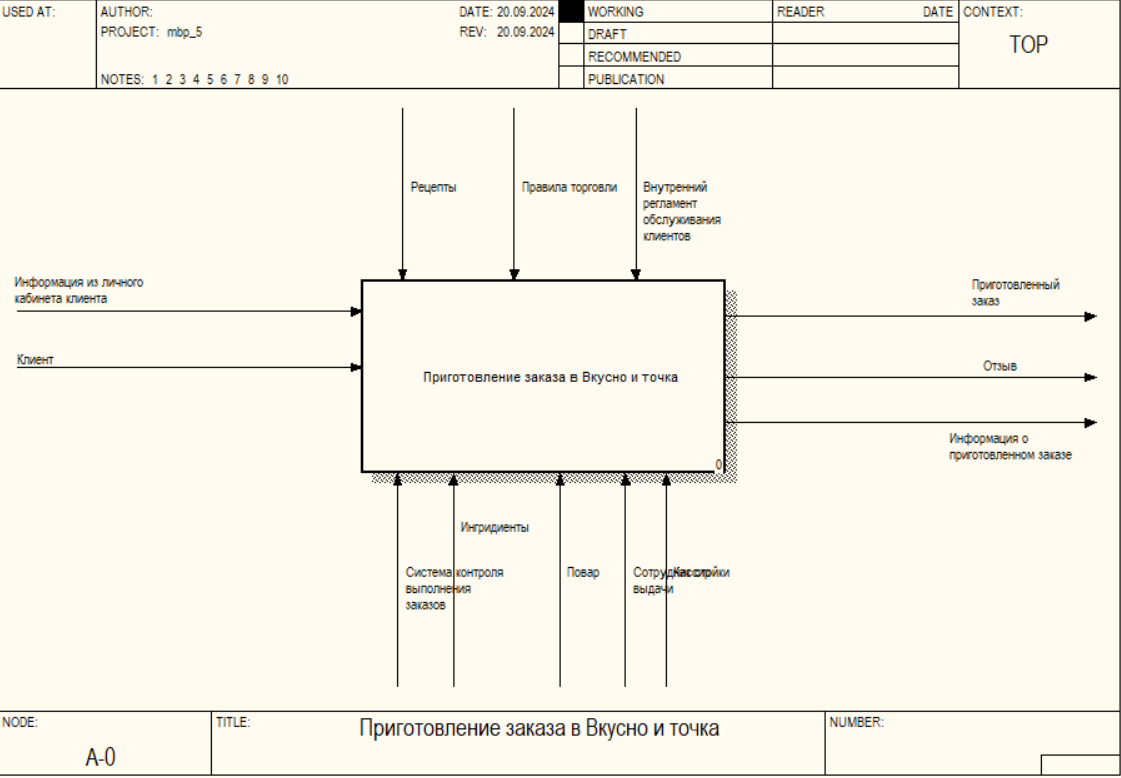 USED AT:
AUTHOR:
DATE: 20.09.2024
WORKING
READER
DATE
CONTEXT:
PROJECT: mbp_5
REV: 20.09.2024
DRAFT
TOP
RECOMMENDED
NOTES: 1 2 3 4 5 6 7 8 9 10
PUBLICATION
Рецепты
Правила торговли
Внутренний
регламент
обслуживания
клиентов
Информация из личного
кабинета клиента
Клиент
Приготовление заказа в Вкусно и точка
0
Приготовленный
заказ
Отзыв
Информация о
приготовленном заказе
Ингридиенты
Система контроля
выполнения
заказов
Повар
выдачи
NODE:
A-0
TITLE:
Приготовление заказа в Вкусно и точка
NUMBER: